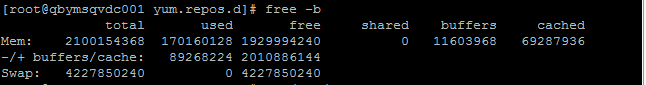 [root@qbymsqvdc001 yum.repos.d]# free -b
             total       used       free     shared    buffers     cached
Mem:    2100154368  170160128 1929994240          0   11603968   69287936
-/+ buffers/cache:   89268224 2010886144
Swap:   4227850240          0 4227850240